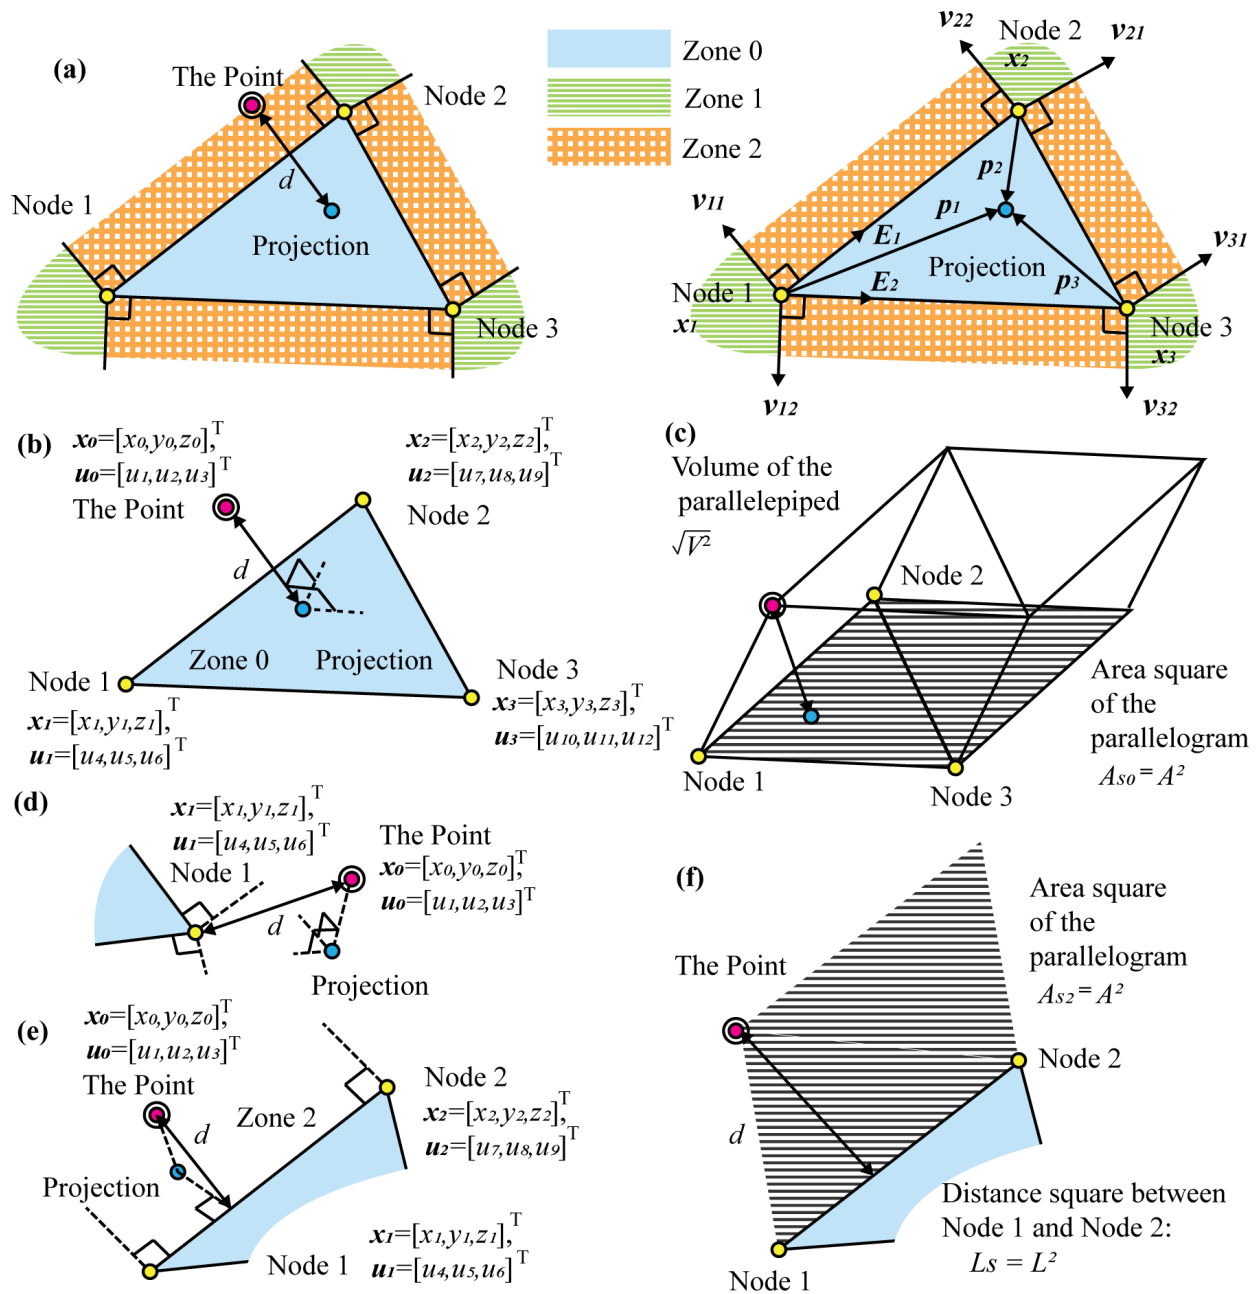 (a)
The Point
Node 2
Node 1
d
Projection
Node 3
Zone 0
Zone 1
Zone 2
v22
Node 2
x2
v21
v11
p2
p1
E1
Projection
v31
Node 1
x1
E2
p3
Node 3
x3
v12
v32
(b)
x0=[x0,y0,z0],T
u0=[u1,u2,u3]T
The Point
x2=[x2,y2,z2],T
u2=[u7,u8,u9]T
Node 2
d
Zone 0
Projection
Node 1
x1=[x1,y1,z1],T
u1=[u4,u5,u6]T
Node 3
x3=[x3,y3,z3],T
u3=[u10,u11,u12]T
(c)
Volume of the
parallelepiped
√V²
Node 2
Area square
of the
parallelogram
As0 = A²
Node 1
Node 3
(d)
x1=[x1,y1,z1],T
u1=[u4,u5,u6]T
Node 1
The Point
x0=[x0,y0,z0],T
u0=[u1,u2,u3]T
d
Projection
(e)
x0=[x0,y0,z0],T
u0=[u1,u2,u3]T
The Point
Zone 2
Node 2
x2=[x2,y2,z2],T
u2=[u7,u8,u9]T
d
Projection
Node 1
x1=[x1,y1,z1],T
u1=[u4,u5,u6]T
(f)
Area square
of the
parallelogram
As2 = A²
The Point
Node 2
d
Distance square between
Node 1 and Node 2:
Ls = L²
Node 1